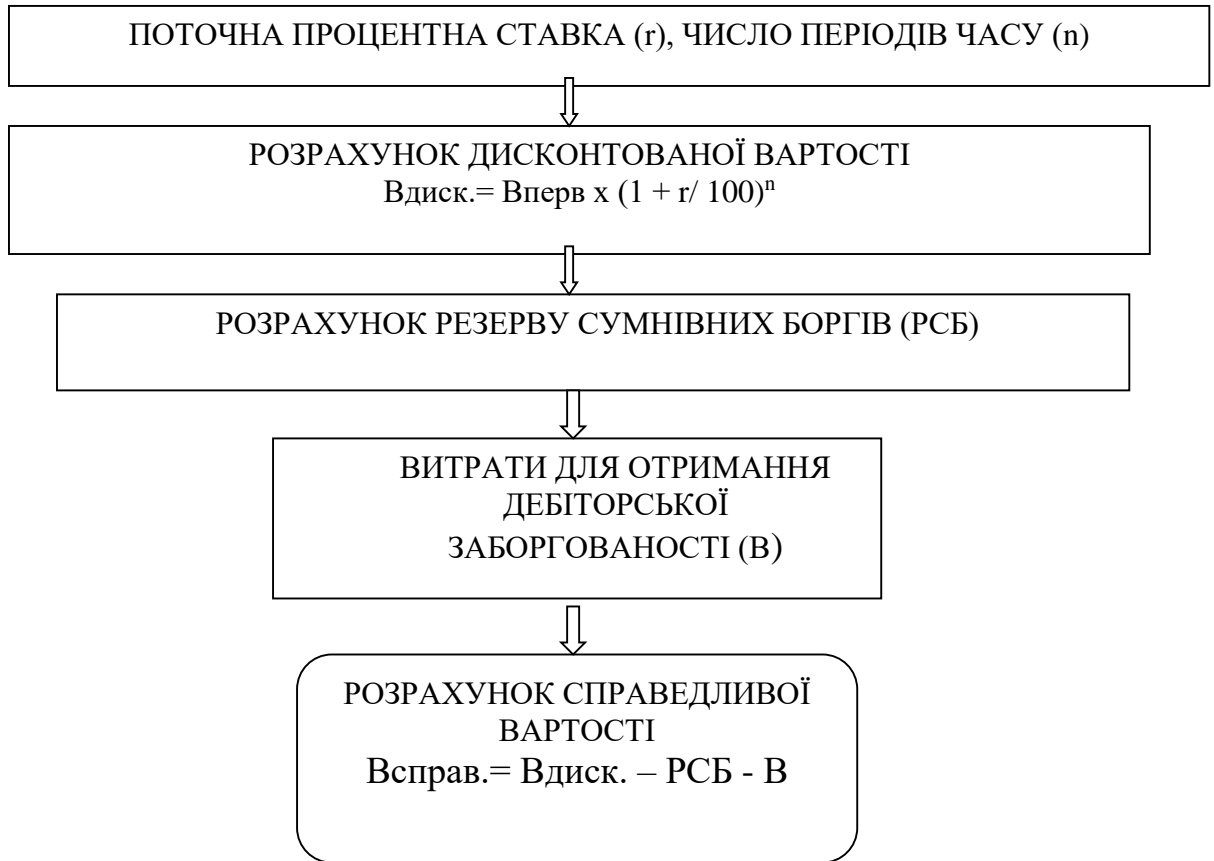 ПОТОЧНА ПРОЦЕНТНА СТАВКА (r), ЧИСЛО ПЕРІОДІВ ЧАСУ (n)
РОЗРАХУНОК ДИСКОНТОВАНОЇ ВАРТОСТІ
Вдиск.= Вперв х (1 + r/ 100)ⁿ
РОЗРАХУНОК РЕЗЕРВУ СУМНІВНИХ БОРГІВ (РСБ)
ВИТРАТИ ДЛЯ ОТРИМАННЯ
ДЕБІТОРСЬКОЇ
ЗАБОРГОВАНОСТІ (В)
РОЗРАХУНОК СПРАВЕДЛИВОЇ
ВАРТОСТІ
Всправ.= Вдиск. – РСБ - В